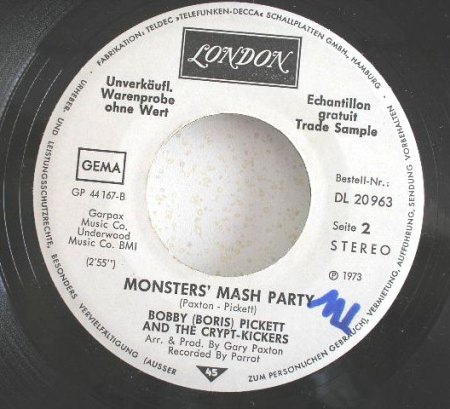 FABRIKATION: TELDEC »TELEFUNKEN-DECCA« SCHALLPLATTEN GMBH., HAMBURG
URHEBER- UND LEISTUNGSSCHUTZRECHTE, BESONDERS VERVIELFÄLTIGUNG (AUSSER ZUM PERSÖNLICHEN GEBRAUCH), VERMIETUNG, AUFFÜHRUNG, SENDUNG VORBEHALTEN
LONDON
Unverkäufl.
Warenprobe
ohne Wert
Echantillon
gratuit
Trade Sample
GEMA
GP 44 167-B
Garpax
Music Co.
Underwood
Music Co. BMI
(2'55")
Bestell-Nr.:
DL 20 963
Seite 2
STEREO
℗ 1973
MONSTERS' MASH PARTY
(Paxton - Pickett)
BOBBY (BORIS) PICKETT
AND THE CRYPT-KICKERS
Arr. & Prod. By Gary Paxton
Recorded By Parrot
45